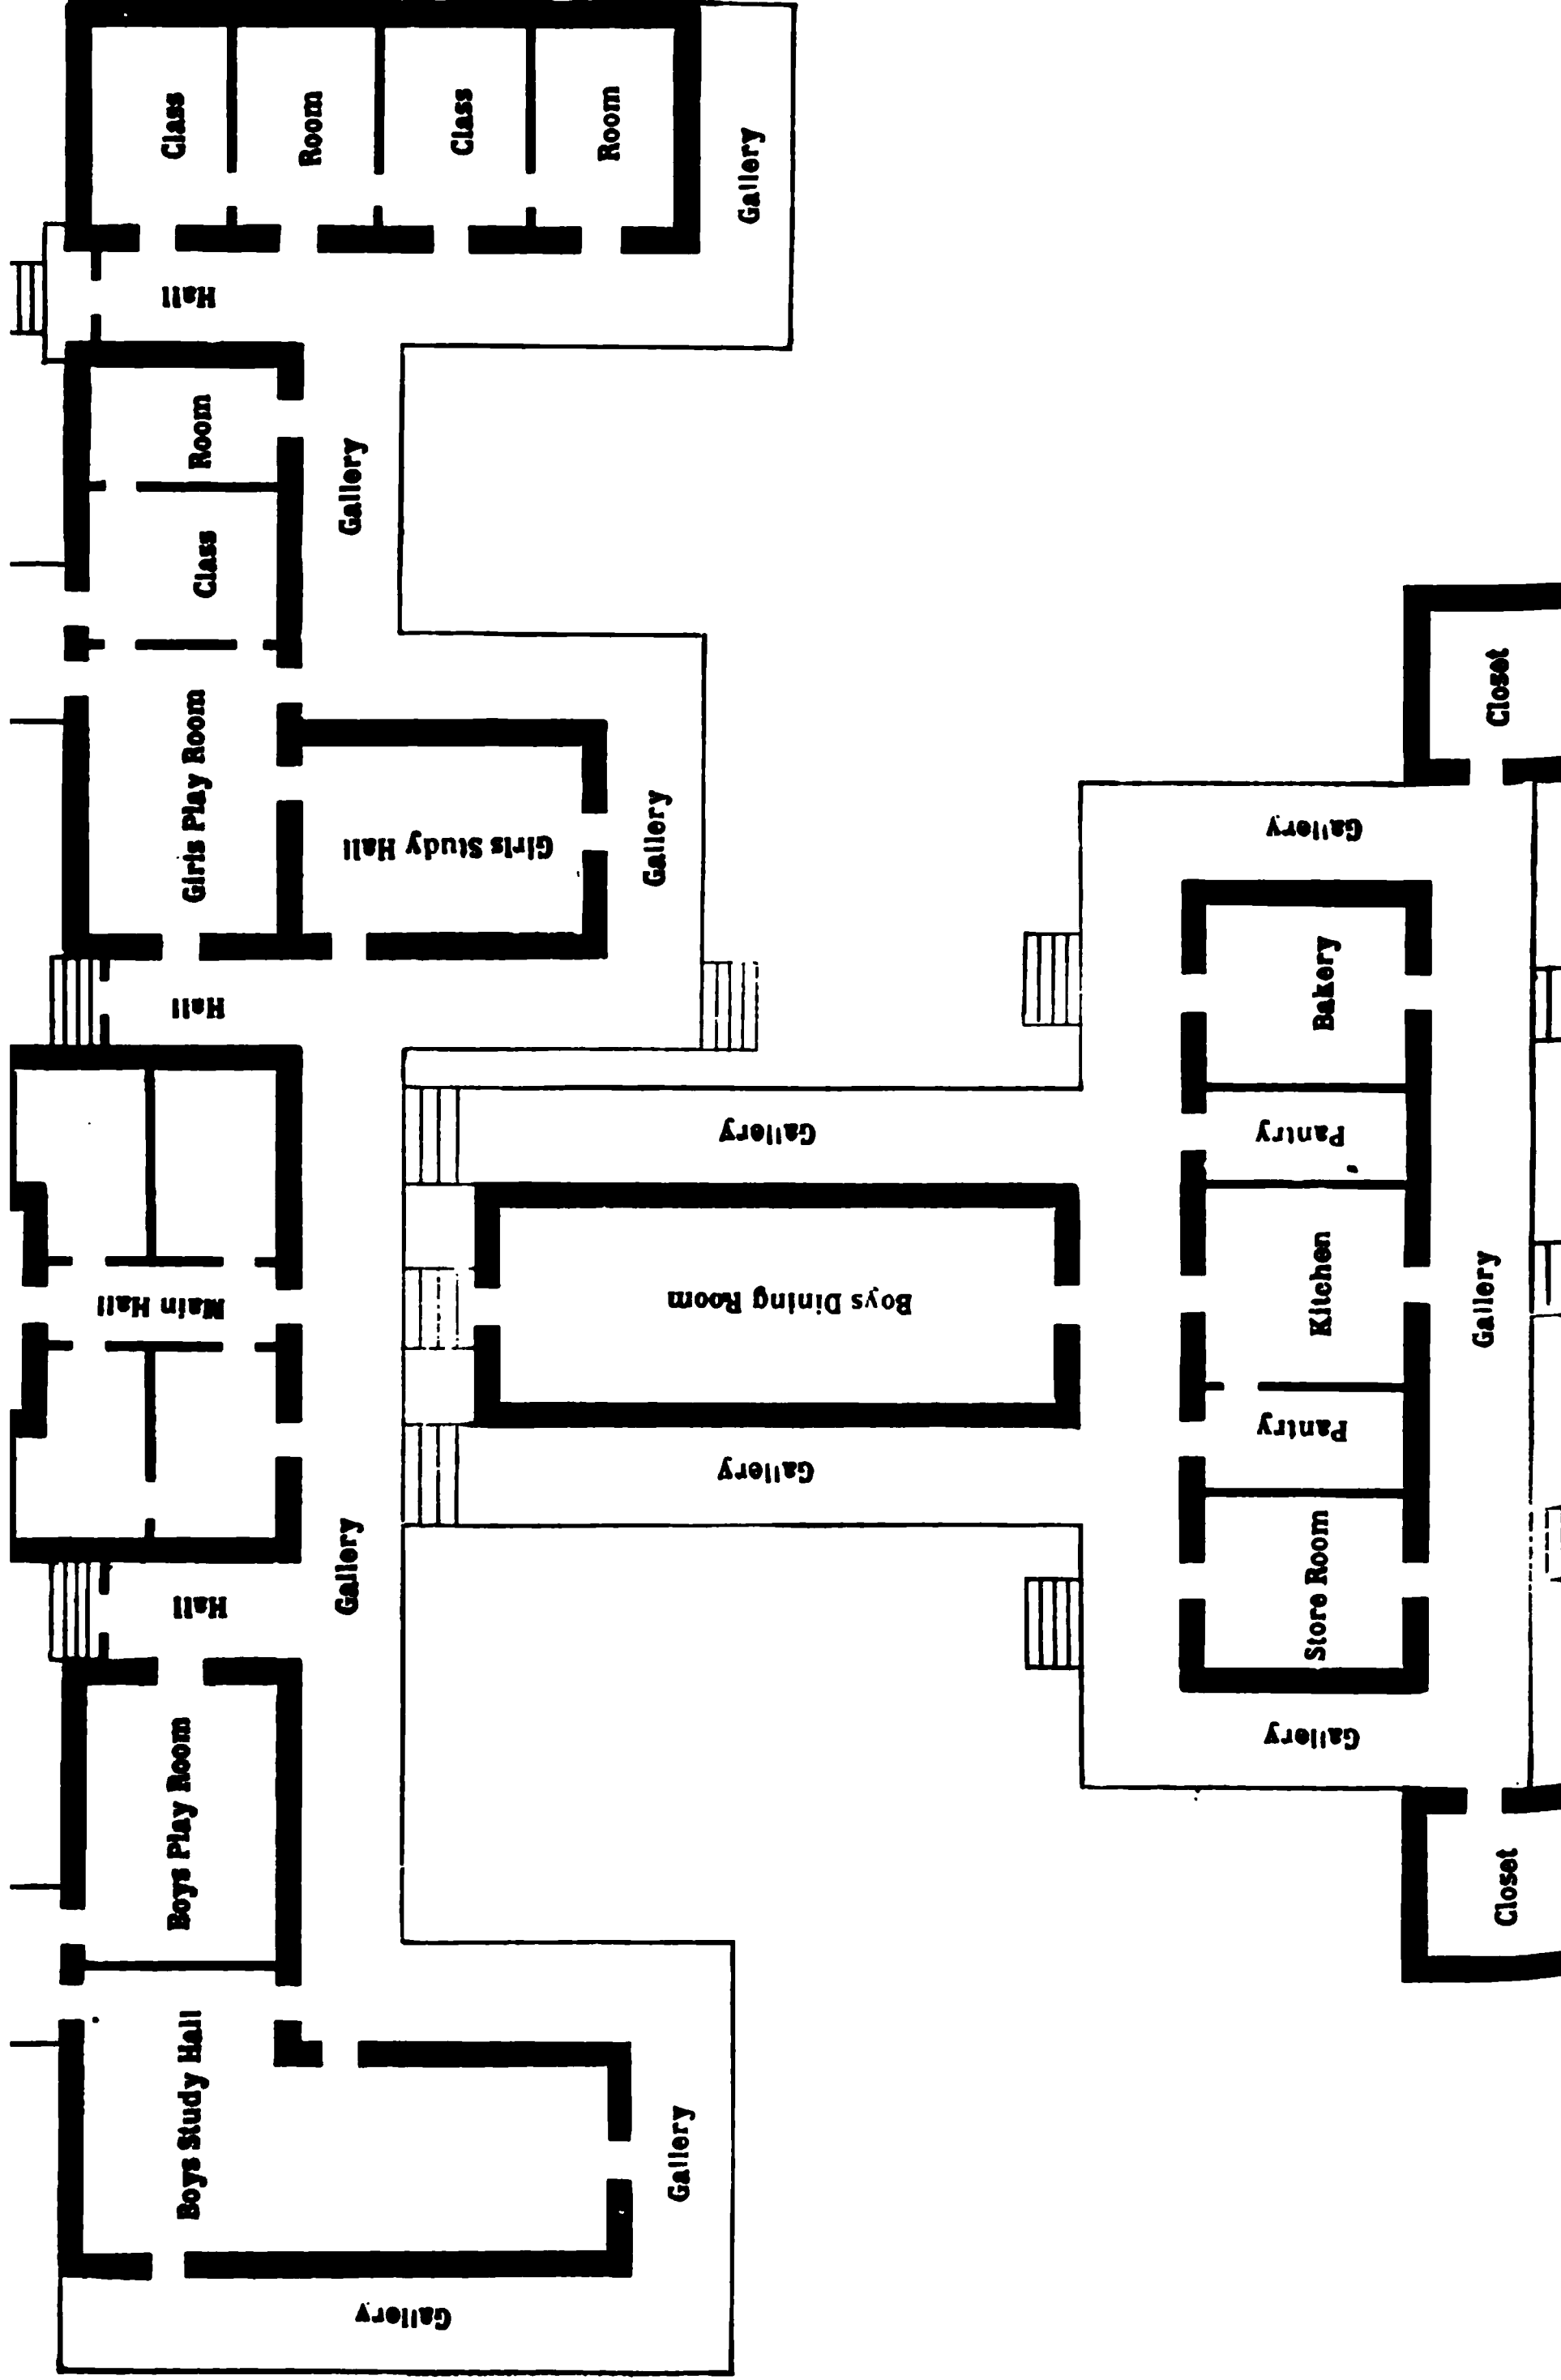 Class
Room
Class
Room
Gallery
Hall
Room
Class
Gallery
Girls Play Room
Girls Study Hall
Gallery
Hall
Main Hall
Gallery
Hall
Boys Play Room
Boys Study Hall
Gallery
Gallery
Gallery
Boys Dining Room
Gallery
Closet
Gallery
Bakery
Pantry
Kitchen
Pantry
Store Room
Gallery
Gallery
Closet